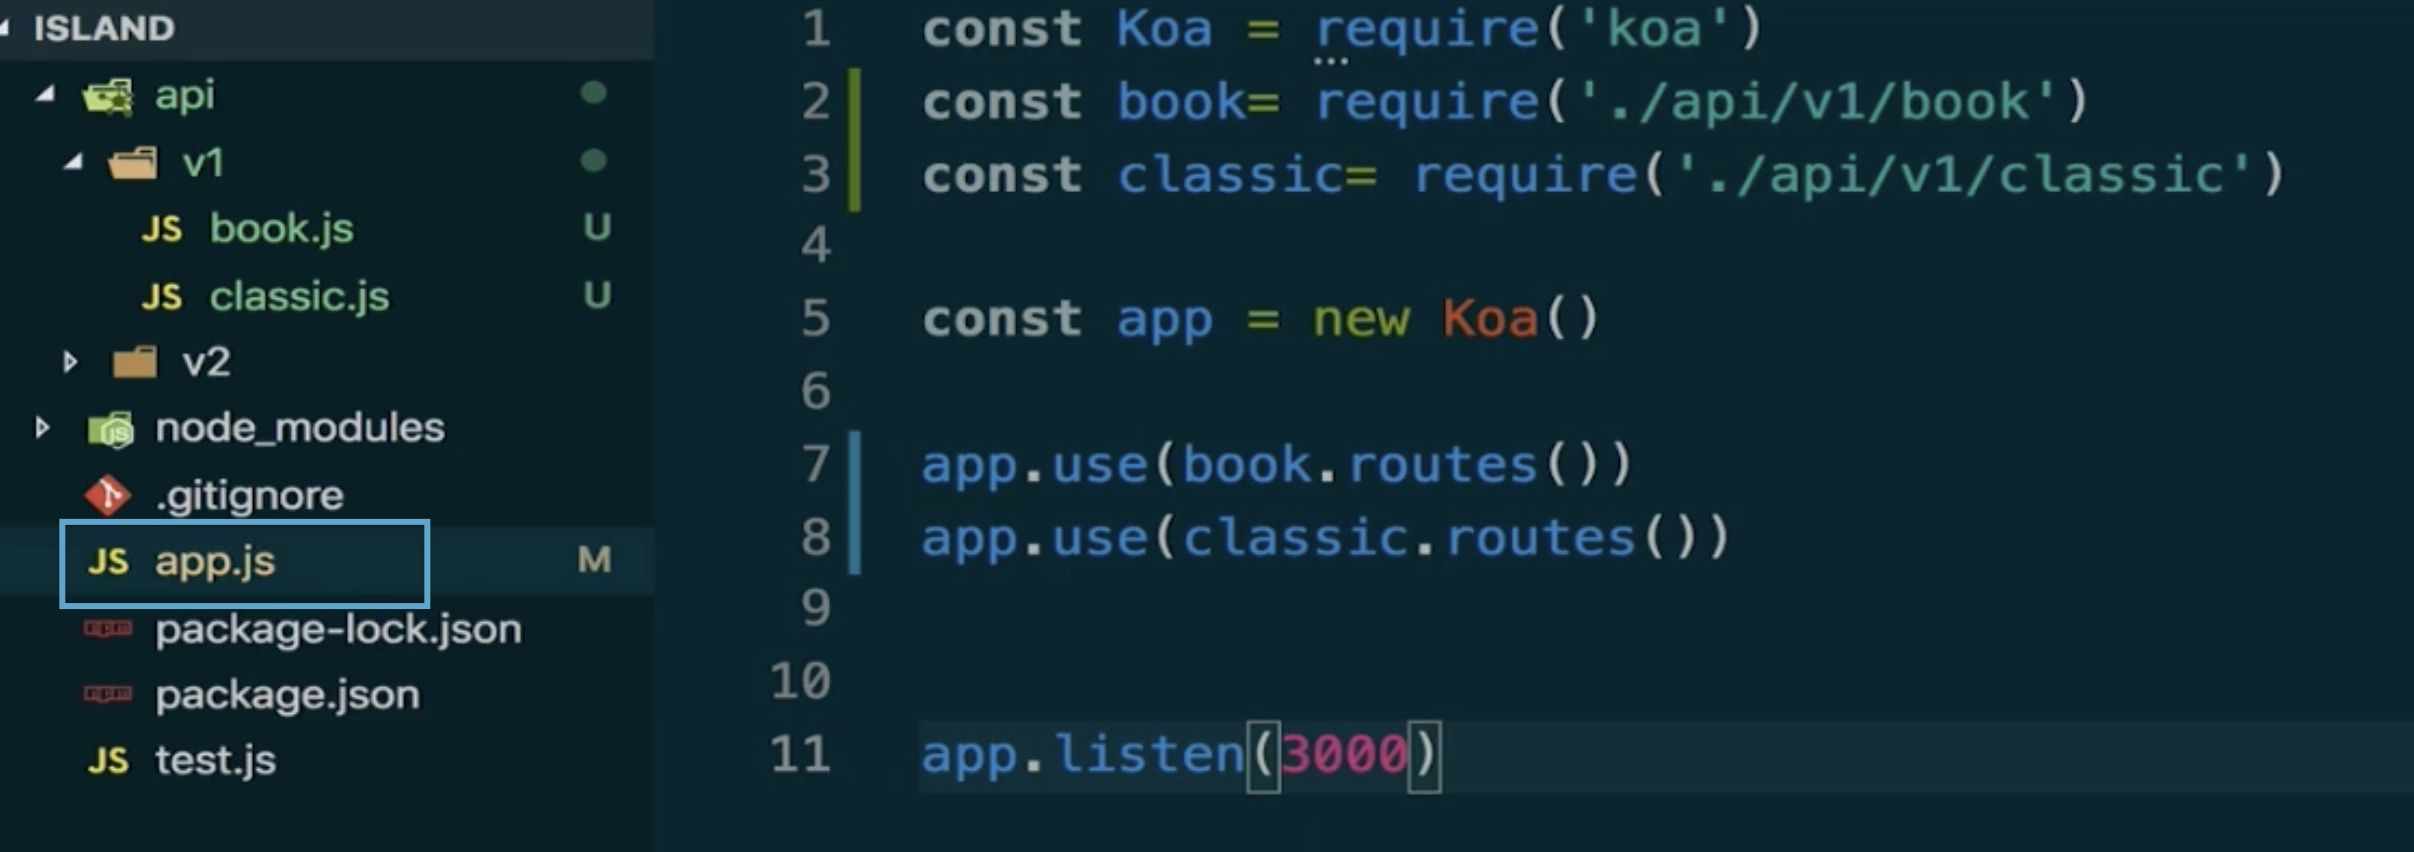 ISLAND
api
v1
JS book.js U
JS classic.js U
v2
node_modules
.gitignore
JS app.js M
package-lock.json
package.json
JS test.js
1 const Koa = require('koa')
2 const book= require('./api/v1/book')
3 const classic= require('./api/v1/classic')
4
5 const app = new Koa()
6
7 app.use(book.routes())
8 app.use(classic.routes())
9
10
11 app.listen(3000)